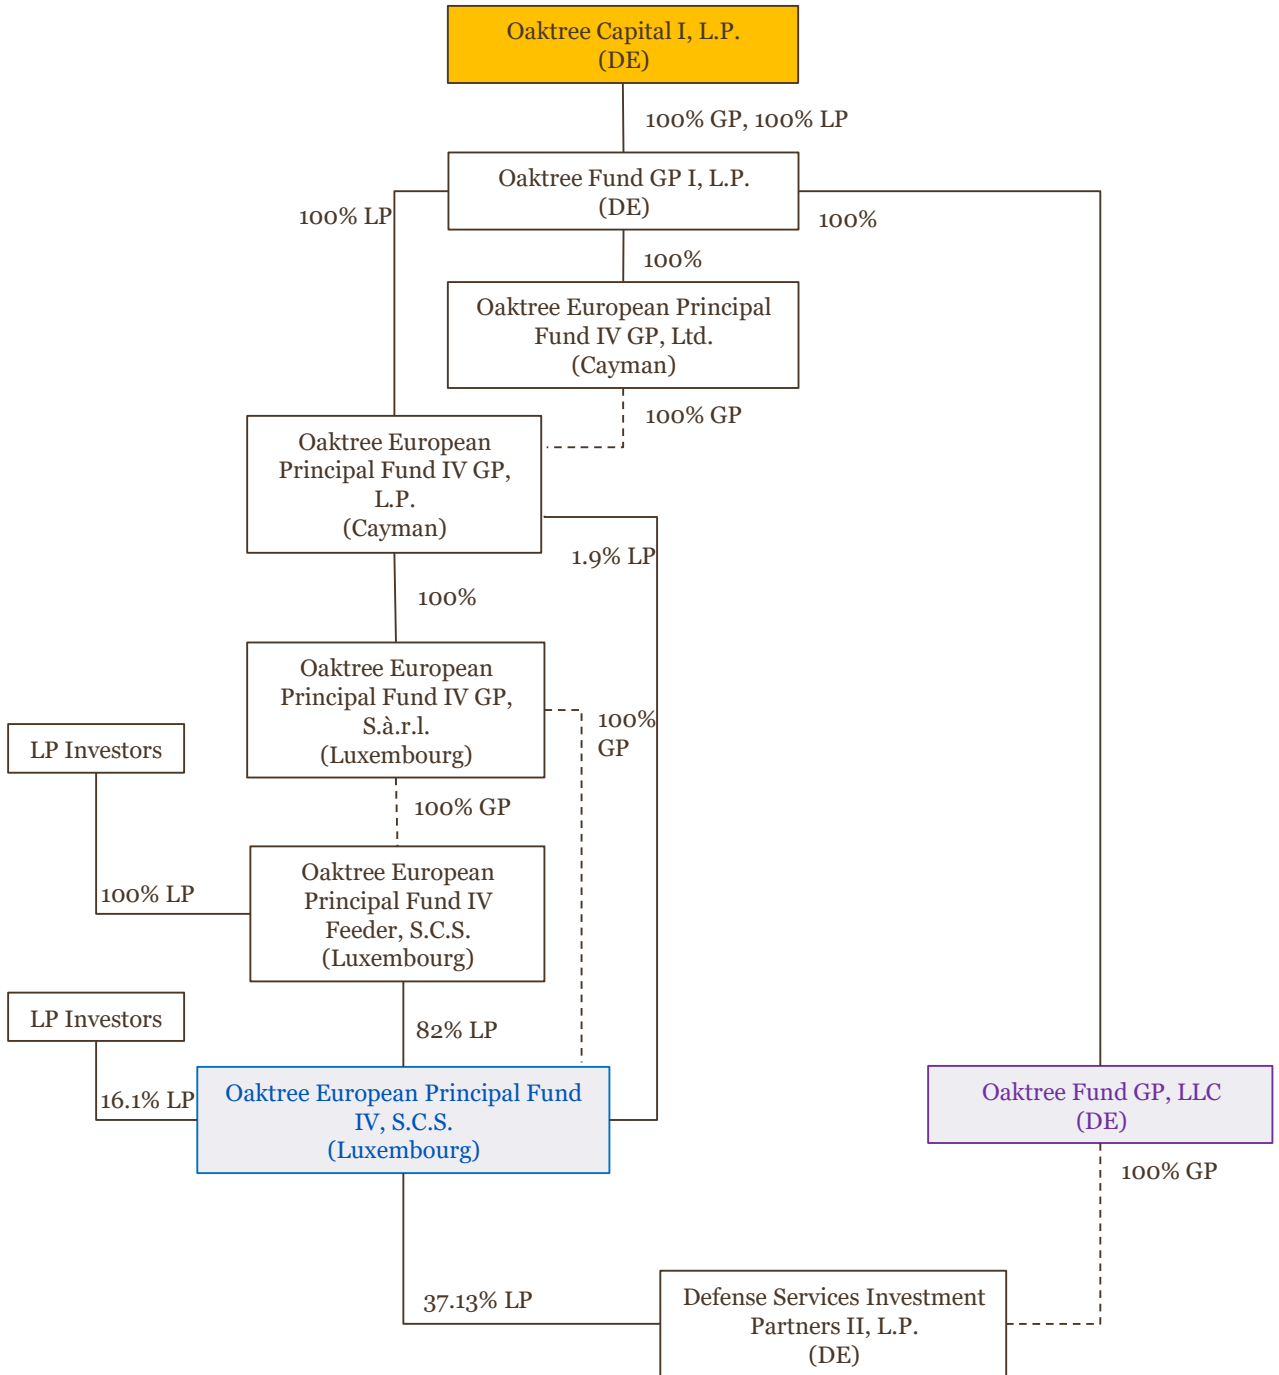 Oaktree Capital I, L.P.
(DE)
100% GP, 100% LP
Oaktree Fund GP I, L.P.
(DE)
100% LP
100%
100%
Oaktree European Principal
Fund IV GP, Ltd.
(Cayman)
100% GP
Oaktree European
Principal Fund IV GP,
L.P.
(Cayman)
1.9% LP
100%
Oaktree European
Principal Fund IV GP,
S.à.r.l.
(Luxembourg)
100%
GP
LP Investors
100% GP
Oaktree European
Principal Fund IV
Feeder, S.C.S.
(Luxembourg)
100% LP
LP Investors
82% LP
16.1% LP
Oaktree European Principal Fund
IV, S.C.S.
(Luxembourg)
Oaktree Fund GP, LLC
(DE)
100% GP
37.13% LP
Defense Services Investment
Partners II, L.P.
(DE)